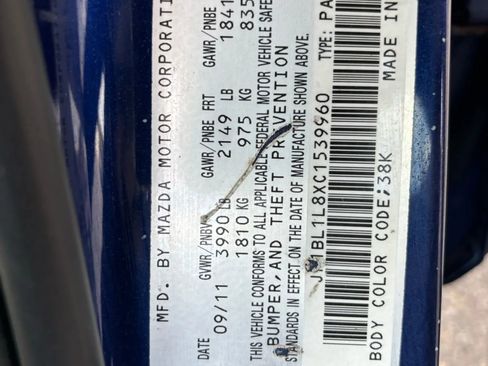 MFD. BY MAZDA MOTOR CORPORATI
DATE GVWR/PNBV GAWR/PNBE FRT GAWR/PNBE
09/11 3990 LB 2149 LB 1841
1810 KG 975 KG 835
THIS VEHICLE CONFORMS TO ALL APPLICABLE FEDERAL MOTOR VEHICLE SAFE
BUMPER, AND THEFT PREVENTION
STANDARDS IN EFFECT ON THE DATE OF MANUFACTURE SHOWN ABOVE.
JM1BL1L8XC1539960 TYPE: PA
BODY COLOR CODE;38K MADE IN